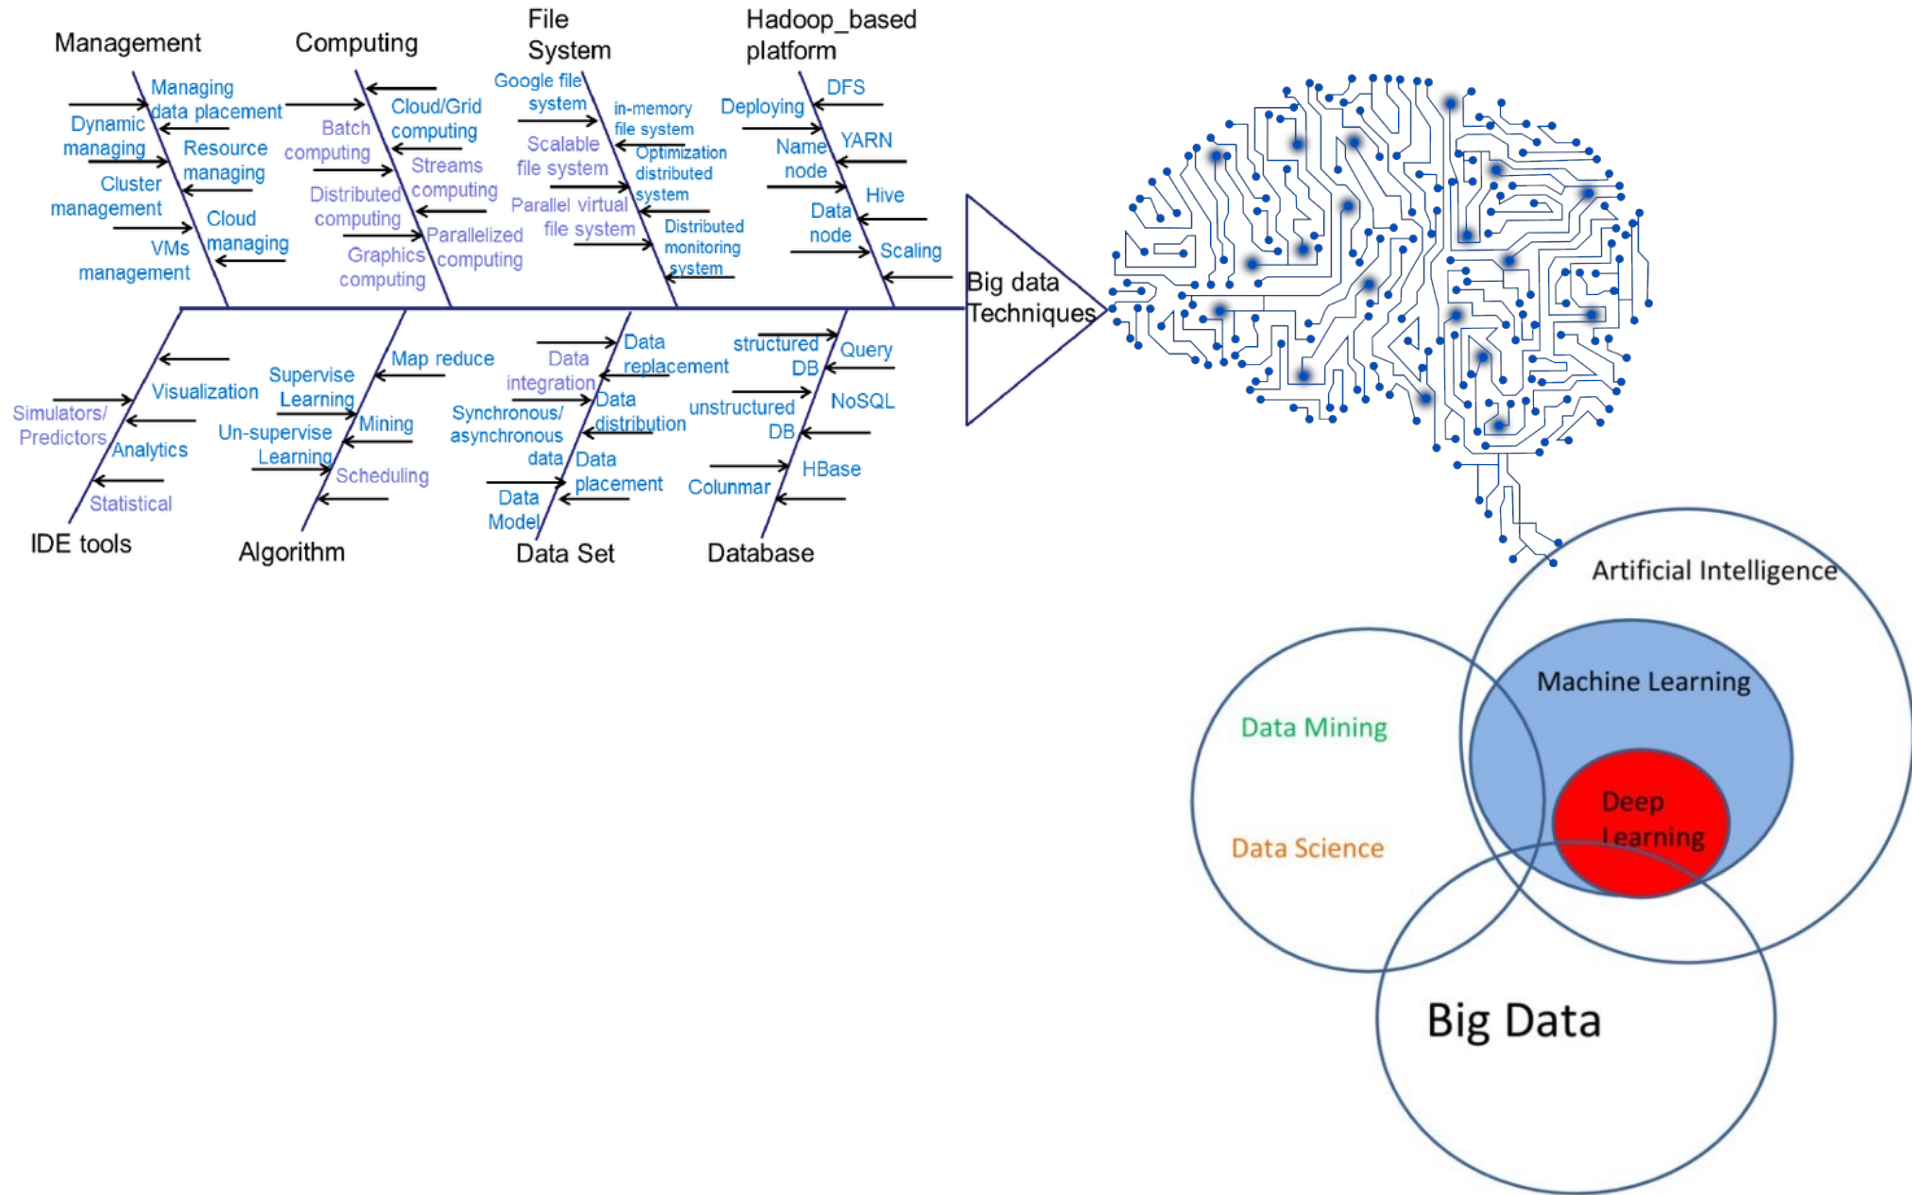 Management
Managing
data placement
Dynamic
managing
Resource
managing
Cluster
management
Cloud
managing
VMs
management
Computing
Cloud/Grid
computing
Batch
computing
Streams
computing
Distributed
computing
Parallelized
computing
Graphics
computing
File
System
Google file
system
in-memory
file system
Scalable
file system
Optimization
distributed
system
Parallel virtual
file system
Distributed
monitoring
system
Hadoop_based
platform
DFS
Deploying
YARN
Name
node
Hive
Data
node
Scaling
Big data
Techniques
Visualization
Simulators/
Predictors
Analytics
Statistical
IDE tools
Map reduce
Supervise
Learning
Mining
Un-supervise
Learning
Scheduling
Algorithm
Data
replacement
Data
integration
Data
distribution
Synchronous/
asynchronous
data
Data
placement
Data
Model
Data Set
structured
DB
Query
unstructured
DB
NoSQL
HBase
Colunmar
Database
Artificial Intelligence
Machine Learning
Deep
Learning
Data Mining
Data Science
Big Data